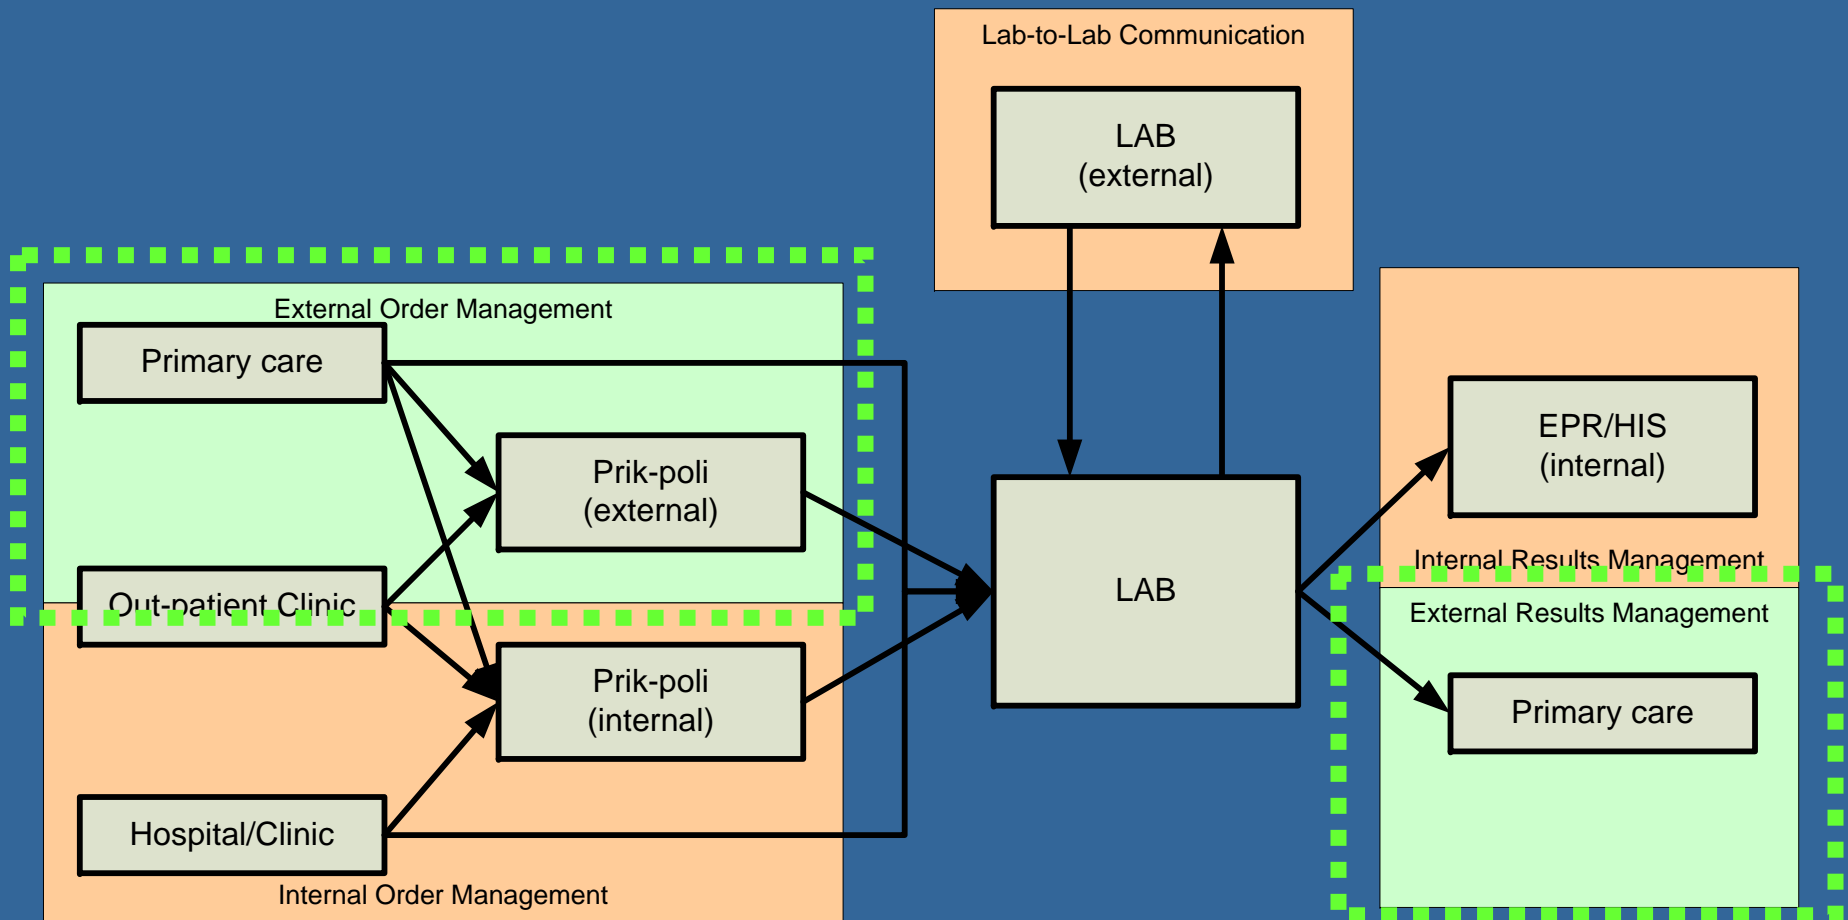 Lab-to-Lab Communication
LAB
(external)
External Order Management
Primary care
Prik-poli
(external)
Out-patient Clinic
Prik-poli
(internal)
Hospital/Clinic
Internal Order Management
LAB
EPR/HIS
(internal)
Internal Results Management
External Results Management
Primary care